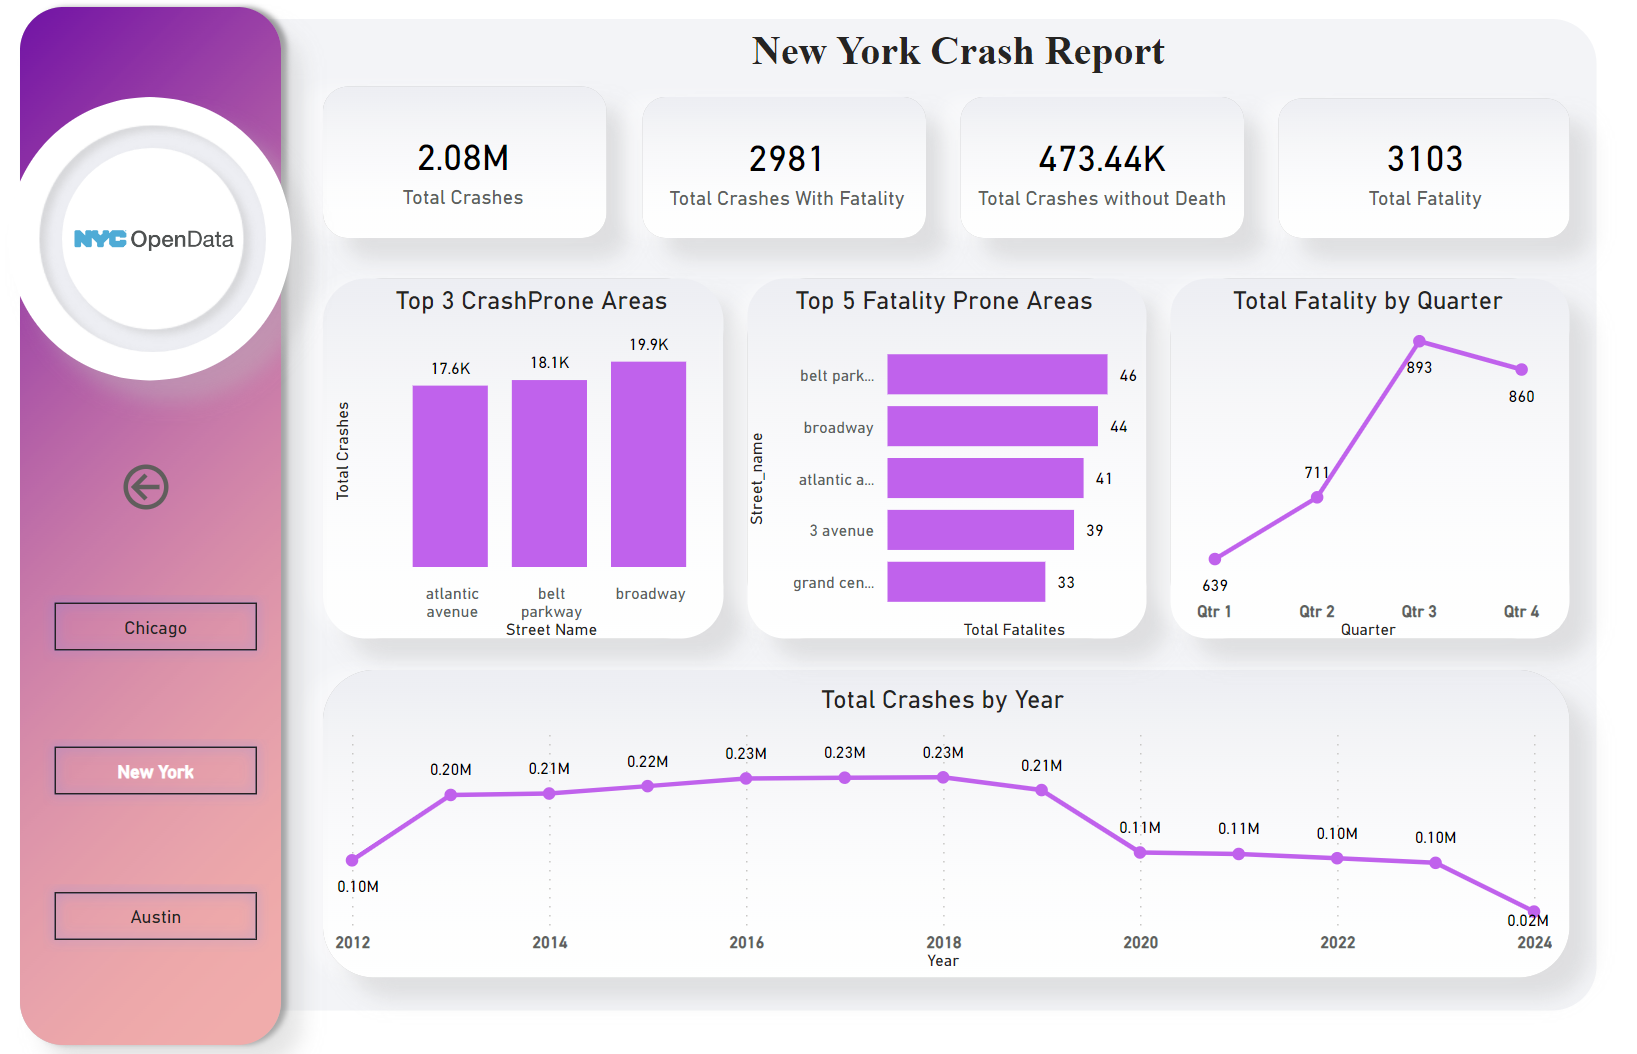 New York Crash Report
NYC OpenData
Chicago
New York
Austin
2.08M
Total Crashes
2981
Total Crashes With Fatality
473.44K
Total Crashes without Death
3103
Total Fatality
Top 3 CrashProne Areas
Total Crashes
17.6K
18.1K
19.9K
atlantic
avenue
belt
parkway
broadway
Street Name
Top 5 Fatality Prone Areas
Street_name
belt park... 46
broadway 44
atlantic a... 41
3 avenue 39
grand cen... 33
Total Fatalites
Total Fatality by Quarter
639
711
893
860
Qtr 1 Qtr 2 Qtr 3 Qtr 4
Quarter
Total Crashes by Year
0.10M 0.20M 0.21M 0.22M 0.23M 0.23M 0.23M 0.21M 0.11M 0.11M 0.10M 0.10M 0.02M
2012 2014 2016 2018 2020 2022 2024
Year